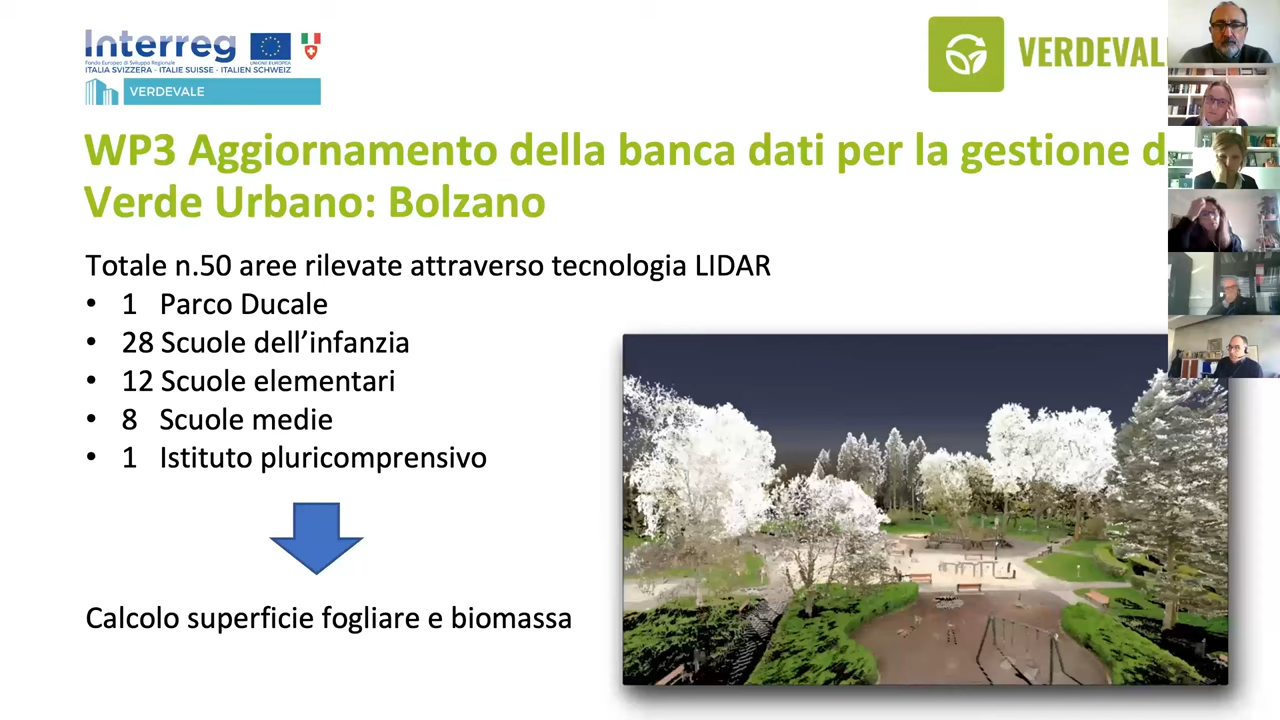 Interreg
Fondo Europeo di Sviluppo Regionale
UNIONE EUROPEA
ITALIA SVIZZERA - ITALIE SUISSE - ITALIEN SCHWEIZ
VERDEVALE
VERDEVAL
WP3 Aggiornamento della banca dati per la gestione d
Verde Urbano: Bolzano
Totale n.50 aree rilevate attraverso tecnologia LIDAR
• 1 Parco Ducale
• 28 Scuole dell’infanzia
• 12 Scuole elementari
• 8 Scuole medie
• 1 Istituto pluricomprensivo
Calcolo superficie fogliare e biomassa